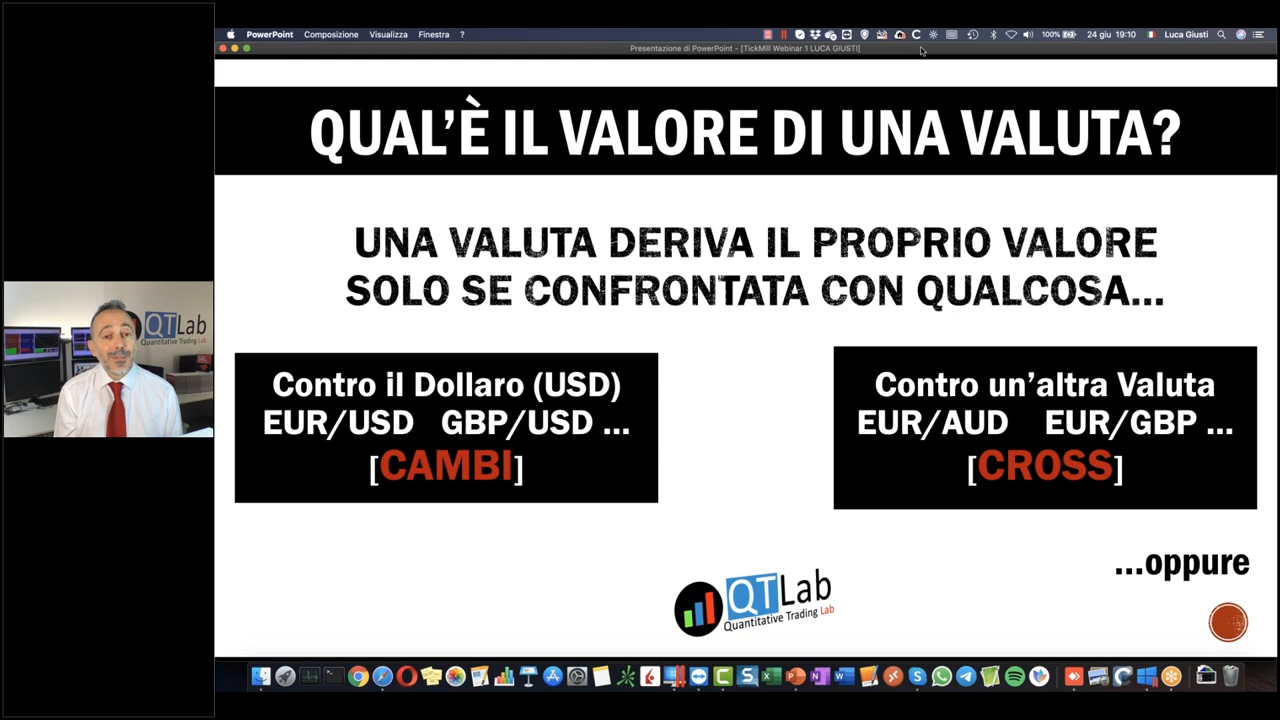 PowerPoint Composizione Visualizza Finestra ?
100% 24 giu 19:10 Luca Giusti
Presentazione di PowerPoint - [TickMill Webinar 1 LUCA GIUSTI]
QUAL’È IL VALORE DI UNA VALUTA?
UNA VALUTA DERIVA IL PROPRIO VALORE
SOLO SE CONFRONTATA CON QUALCOSA...
QTLab
Quantitative Trading Lab
Contro il Dollaro (USD)
EUR/USD GBP/USD ...
[CAMBI]
Contro un’altra Valuta
EUR/AUD EUR/GBP ...
[CROSS]
...oppure
QTLab
Quantitative Trading Lab